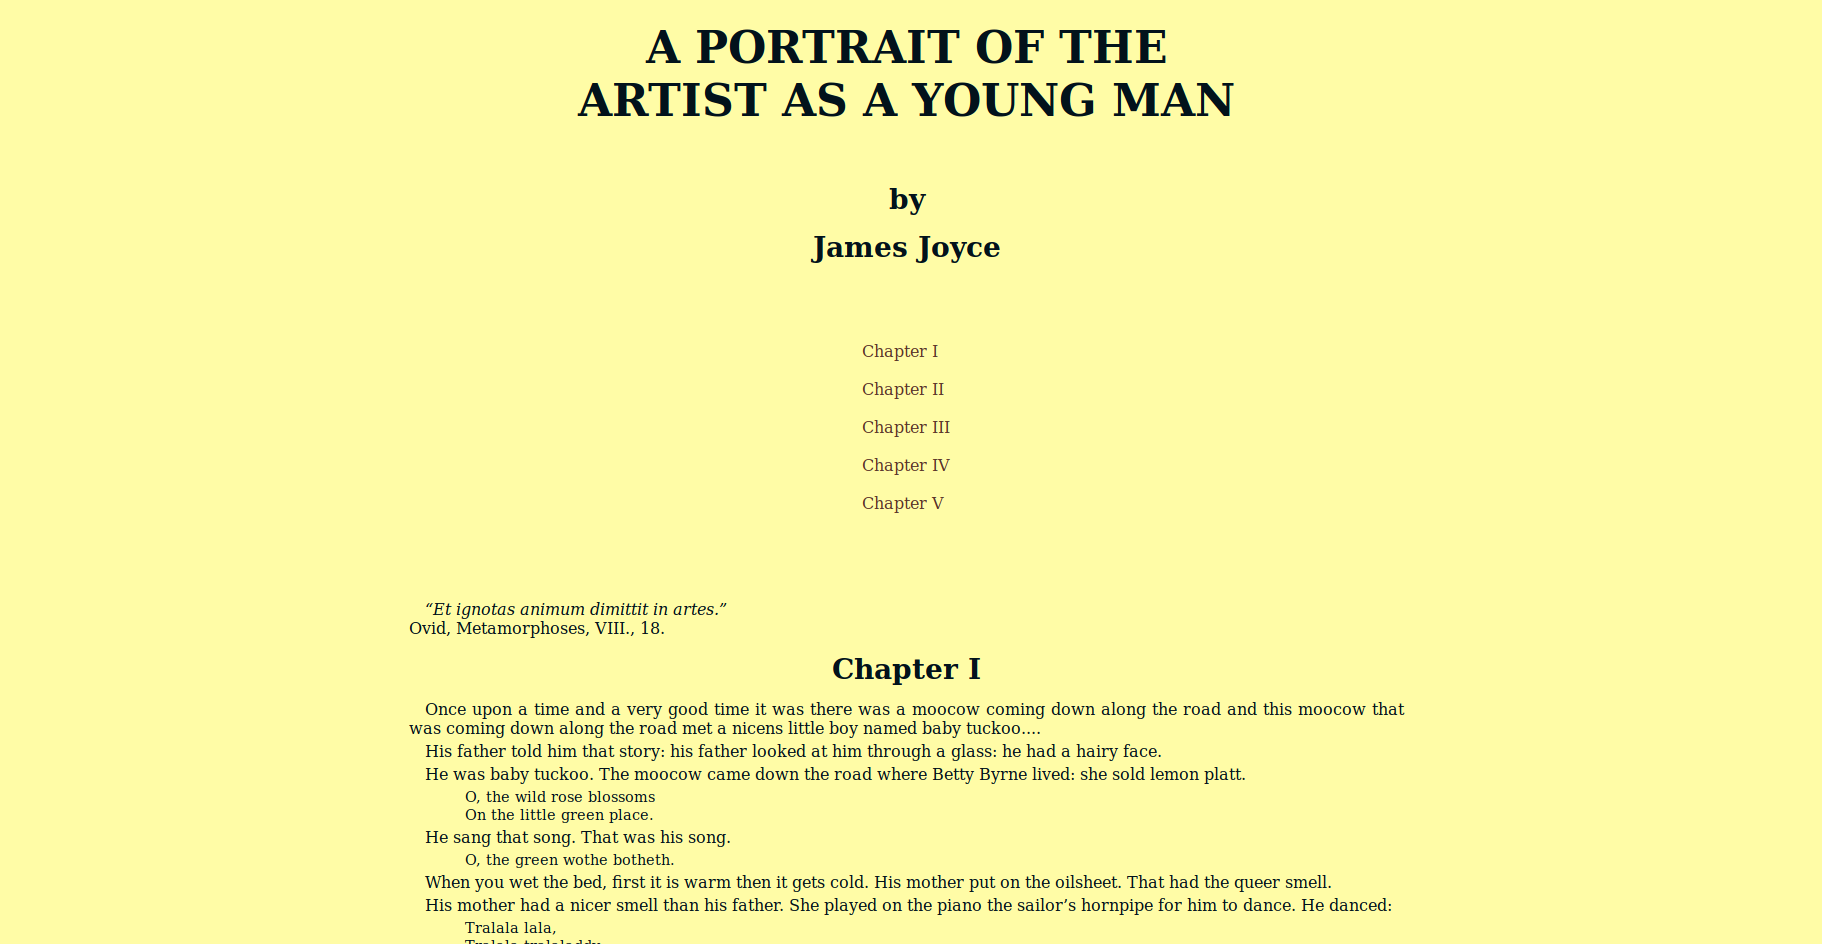 A PORTRAIT OF THE
ARTIST AS A YOUNG MAN
by
James Joyce
Chapter I
Chapter II
Chapter III
Chapter IV
Chapter V
“Et ignotas animum dimittit in artes.”
Ovid, Metamorphoses, VIII., 18.
Chapter I
Once upon a time and a very good time it was there was a moocow coming down along the road and this moocow that
was coming down along the road met a nicens little boy named baby tuckoo....
His father told him that story: his father looked at him through a glass: he had a hairy face.
He was baby tuckoo. The moocow came down the road where Betty Byrne lived: she sold lemon platt.
O, the wild rose blossoms
On the little green place.
He sang that song. That was his song.
O, the green wothe botheth.
When you wet the bed, first it is warm then it gets cold. His mother put on the oilsheet. That had the queer smell.
His mother had a nicer smell than his father. She played on the piano the sailor’s hornpipe for him to dance. He danced:
Tralala lala,